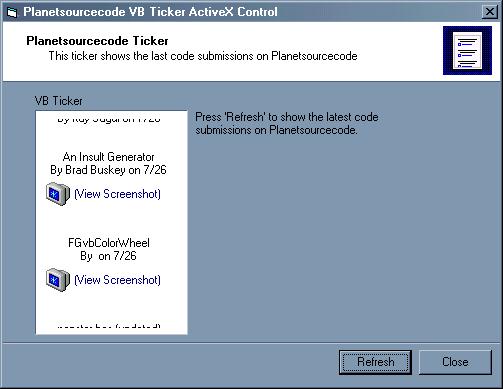 Planetsourcecode VB Ticker ActiveX Control
Planetsourcecode Ticker
This ticker shows the last code submissions on Planetsourcecode
VB Ticker
Press 'Refresh' to show the latest code
submissions on Planetsourcecode.
An Insult Generator
By Brad Buskey on 7/26
(View Screenshot)
FGvbColorWheel
By on 7/26
(View Screenshot)
Refresh
Close